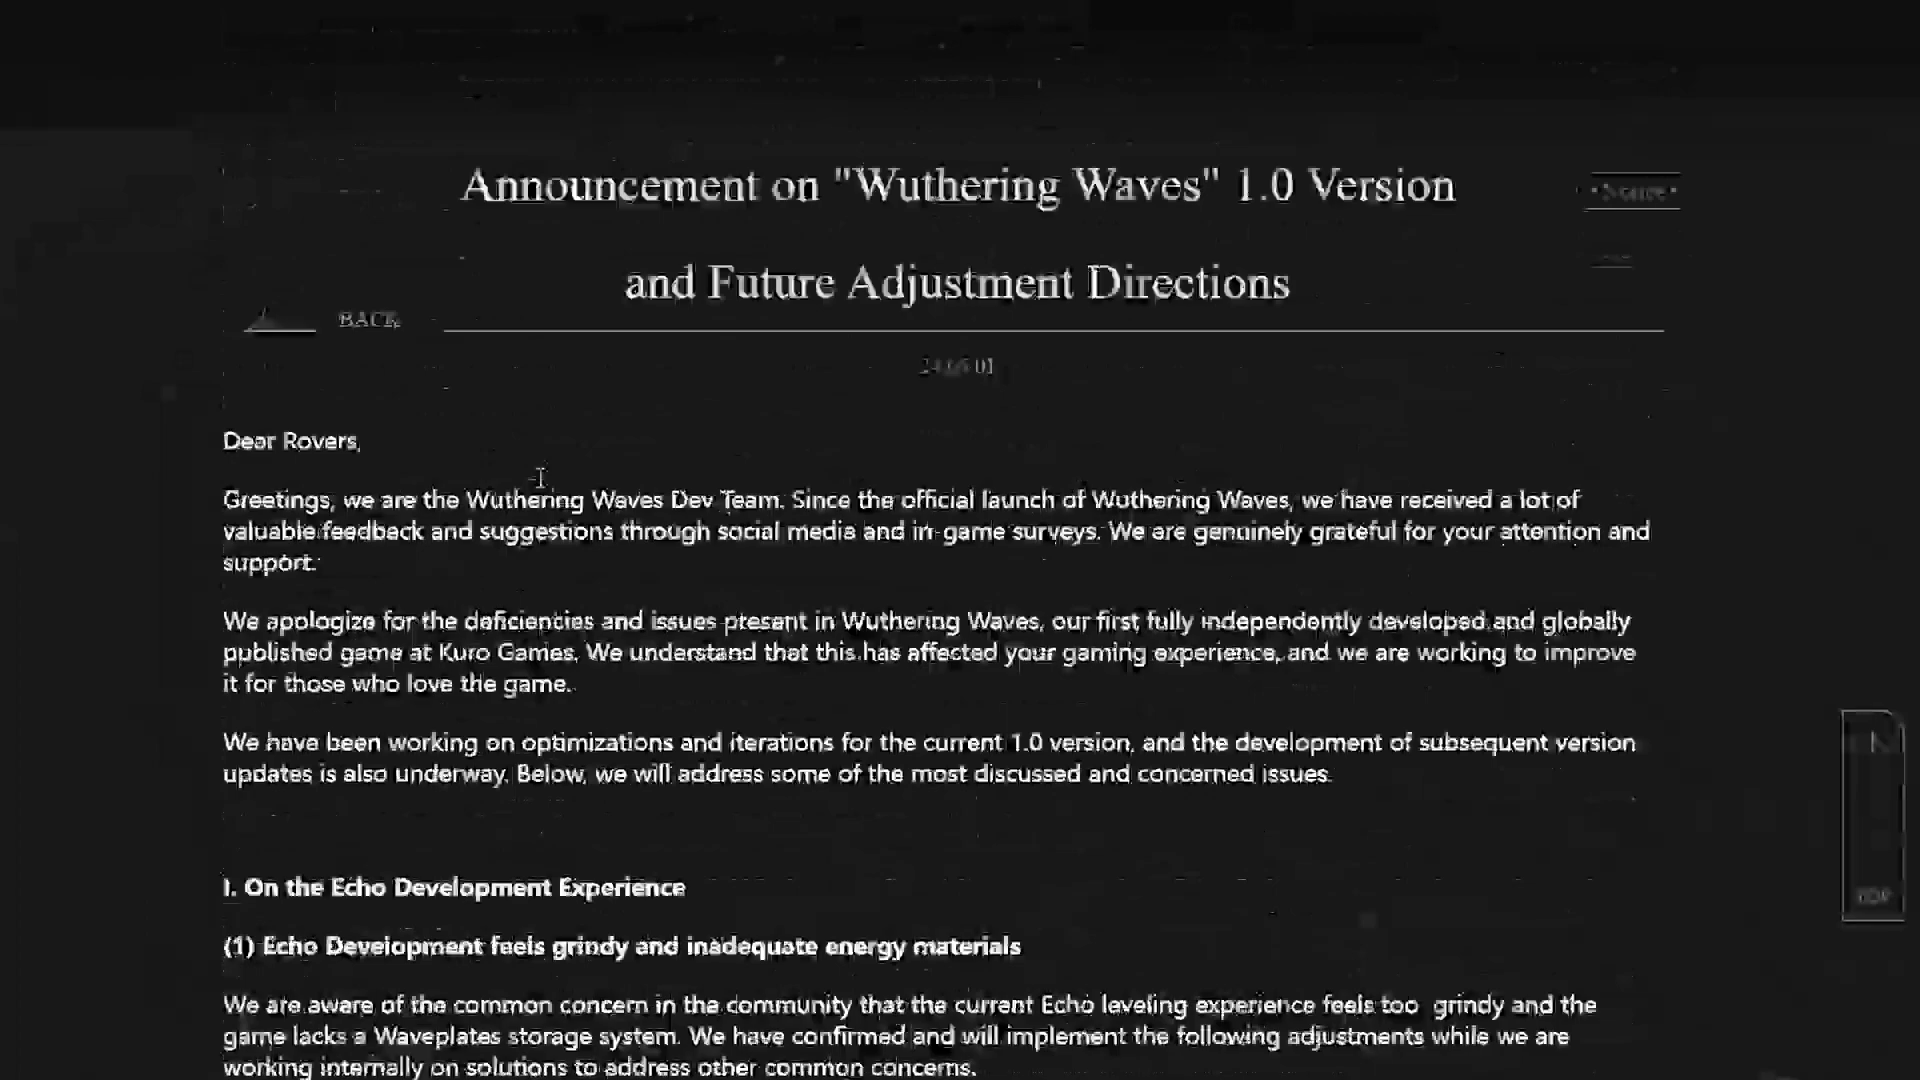 Announcement on "Wuthering Waves" 1.0 Version
and Future Adjustment Directions
BACK
Dear Rovers,
Greetings, we are the Wuthering Waves Dev Team. Since the official launch of Wuthering Waves, we have received a lot of
valuable feedback and suggestions through social media and in-game surveys. We are genuinely grateful for your attention and
support.
We apologize for the deficiencies and issues present in Wuthering Waves, our first fully independently developed and globally
published game at Kuro Games. We understand that this has affected your gaming experience, and we are working to improve
it for those who love the game.
We have been working on optimizations and iterations for the current 1.0 version, and the development of subsequent version
updates is also underway. Below, we will address some of the most discussed and concerned issues.
I. On the Echo Development Experience
(1) Echo Development feels grindy and inadequate energy materials
We are aware of the common concern in the community that the current Echo leveling experience feels too grindy and the
game lacks a Waveplates storage system. We have confirmed and will implement the following adjustments while we are
working internally on solutions to address other common concerns.
TOP